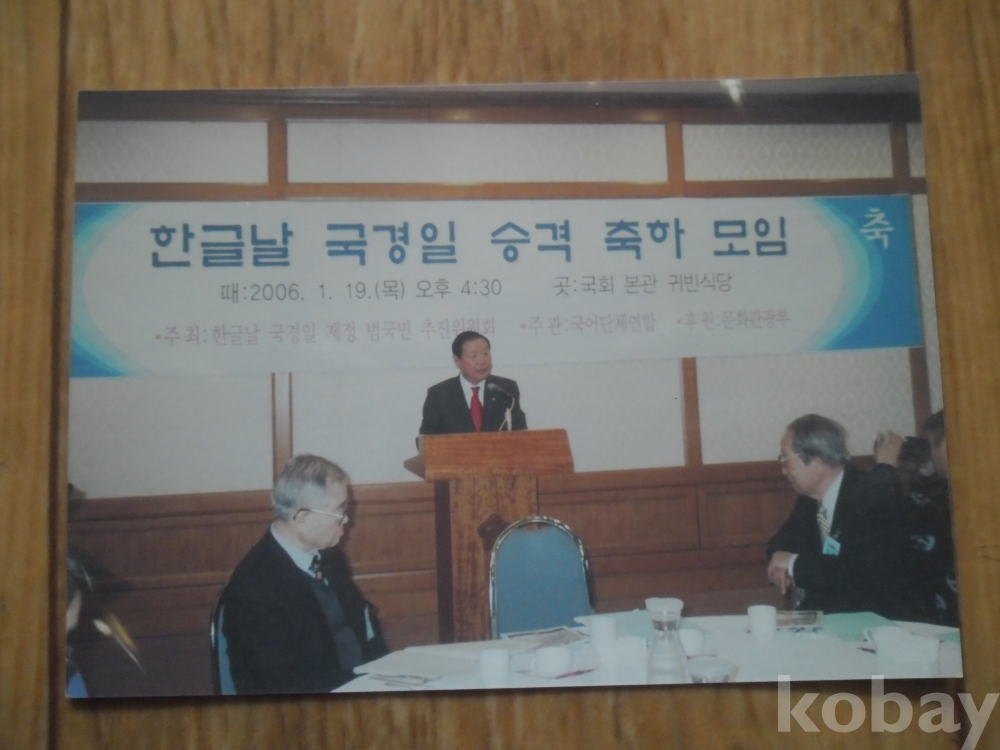 축
한글날 국경일 승격 축하 모임
때:2006. 1. 19.(목) 오후 4:30 곳:국회 본관 귀빈식당
*주최:한글날 국경일 제정 범국민 추진위원회 *주관:국어단체연합 *후원:문화관광부
kobay